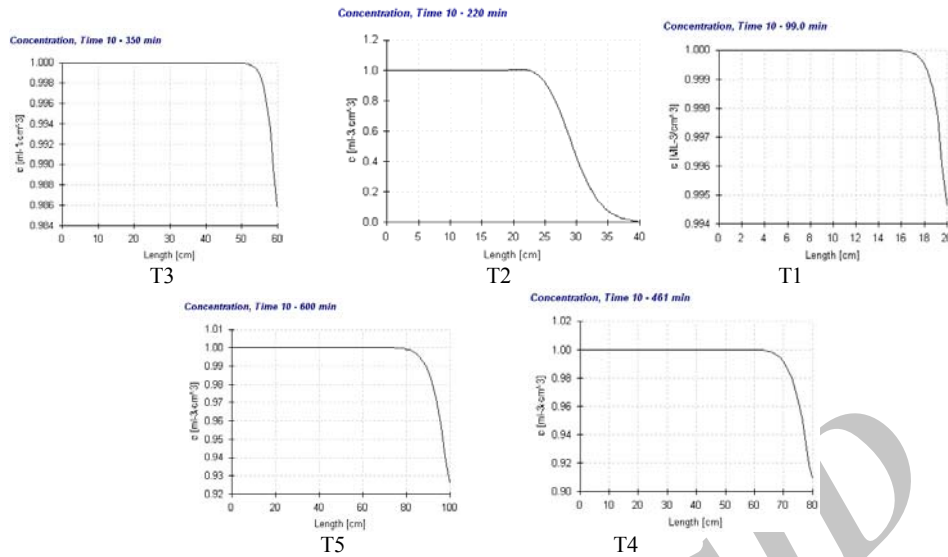 Concentration, Time 10 - 350 min
1.000
0.998
0.996
0.994
0.992
0.990
0.988
0.986
0.984
c [ml-1.cm^3]
0 10 20 30 40 50 60
Length [cm]
T3
Concentration, Time 10 - 220 min
1.2
1.0
0.8
0.6
0.4
0.2
0.0
c [ml-3.cm^3]
0 5 10 15 20 25 30 35 40
Length [cm]
T2
Concentration, Time 10 - 99.0 min
1.000
0.999
0.998
0.997
0.996
0.995
0.994
c [ML-3/cm^3]
0 2 4 6 8 10 12 14 16 18 20
Length [cm]
T1
Concentration, Time 10 - 600 min
1.01
1.00
0.99
0.98
0.97
0.96
0.95
0.94
0.93
0.92
c [ml-3.cm^3]
0 20 40 60 80 100
Length [cm]
T5
Concentration, Time 10 - 461 min
1.02
1.00
0.98
0.96
0.94
0.92
0.90
c [ml-3.cm^3]
0 10 20 30 40 50 60 70 80
Length [cm]
T4